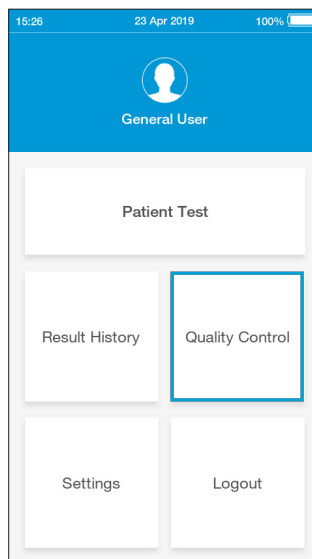 15:26 23 Apr 2019 100%
General User
Patient Test
Result History Quality Control
Settings Logout